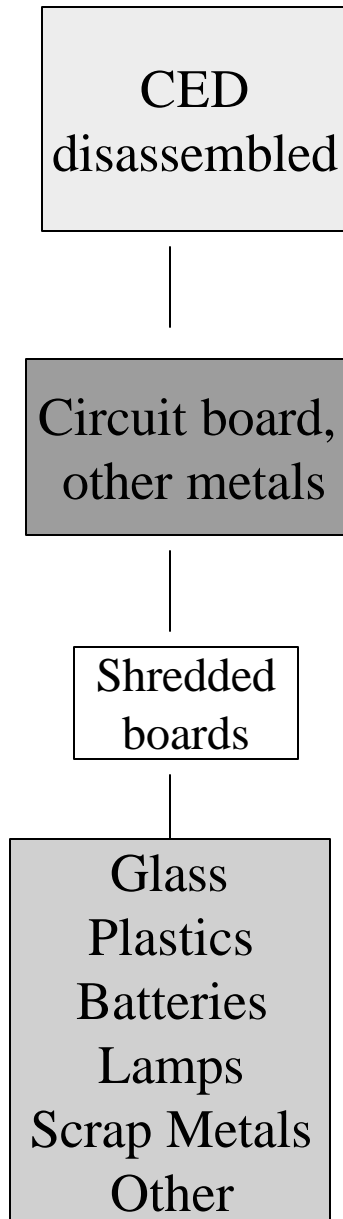 CED
disassembled
Circuit board,
other metals
Shredded
boards
Glass
Plastics
Batteries
Lamps
Scrap Metals
Other